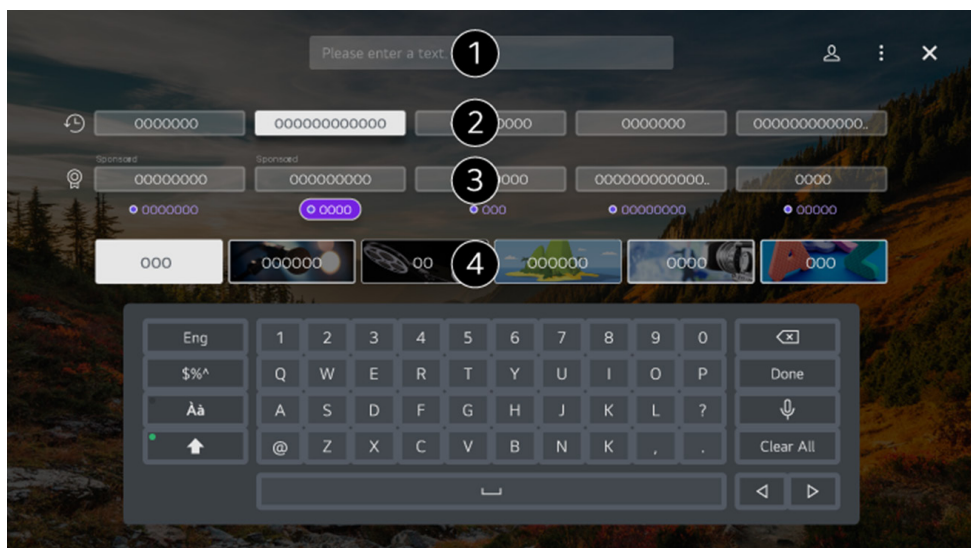 Please enter a text. 1
0000000 000000000000 2 0000 0000000 000000000000..
Sponsored Sponsored
00000000 000000000 3 000 000000000000.. 0000
0000000 0000 000 00000000 00000
000 000000 00 4 000000 0000 000
Eng 1 2 3 4 5 6 7 8 9 0
$%^ Q W E R T Y U I O P Done
Àà A S D F G H J K L ?
@ Z X C V B N K , . Clear All